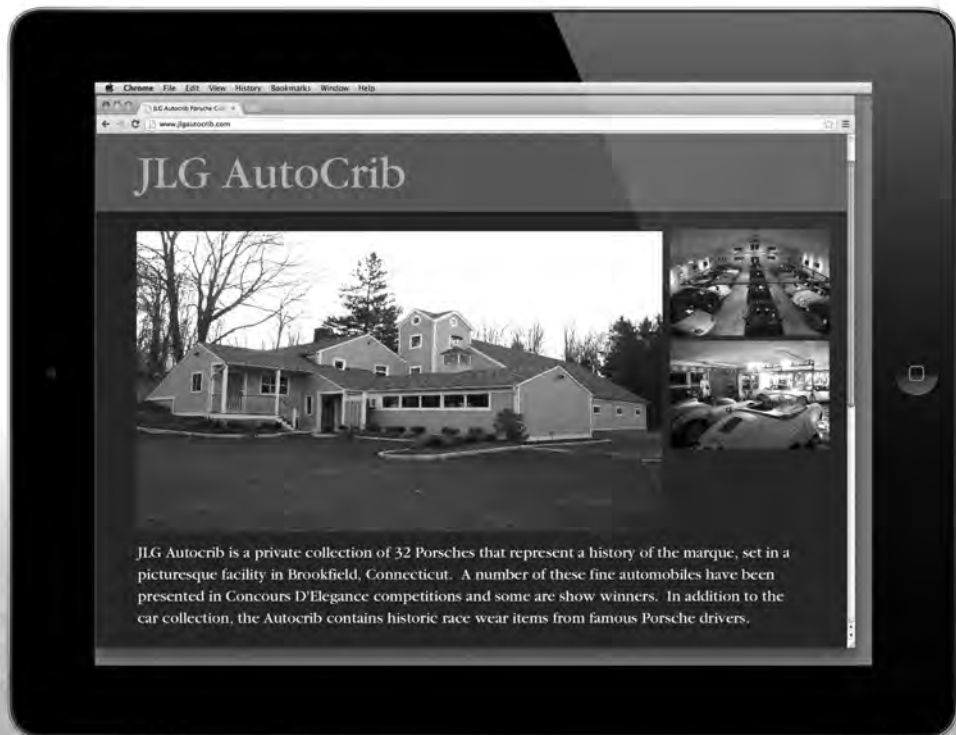 Chrome File Edit View History Bookmarks Window Help
JLG Autocrib Porsche
www.jlgautocrib.com
JLG AutoCrib
JLG Autocrib is a private collection of 32 Porsches that represent a history of the marque, set in a
picturesque facility in Brookfield, Connecticut. A number of these fine automobiles have been
presented in Concours D'Elegance competitions and some are show winners. In addition to the
car collection, the Autocrib contains historic race wear items from famous Porsche drivers.